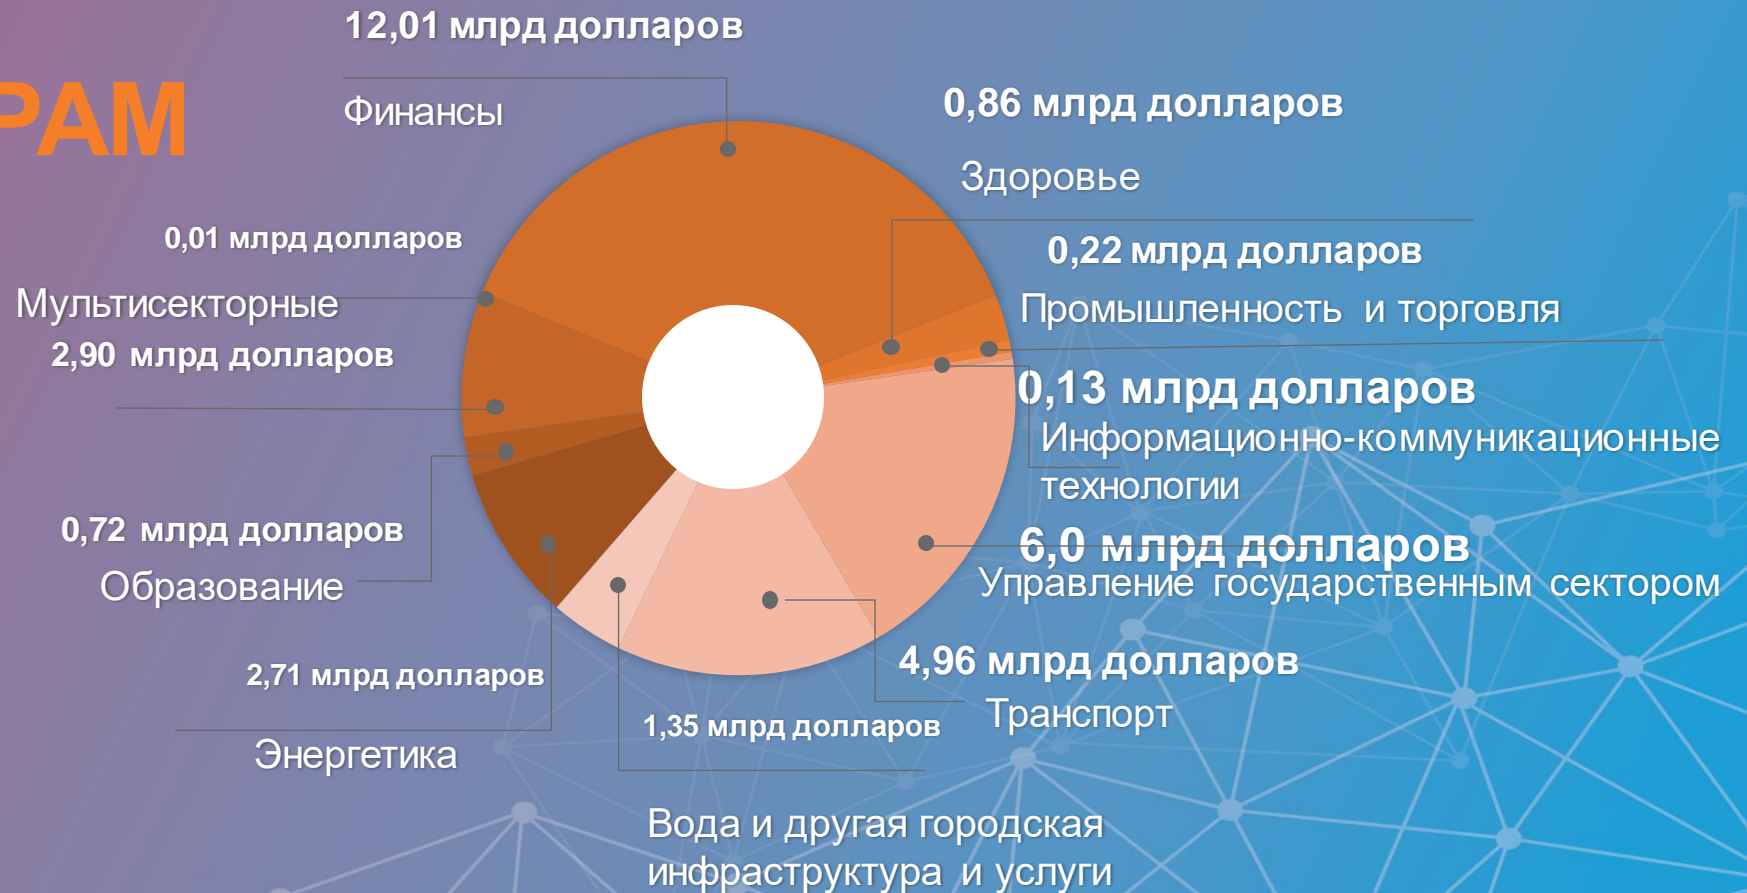 12,01 млрд долларов
РАМ
Финансы
0,86 млрд долларов
Здоровье
0,01 млрд долларов
Мультисекторные
0,22 млрд долларов
Промышленность и торговля
2,90 млрд долларов
0,13 млрд долларов
Информационно-коммуникационные
технологии
0,72 млрд долларов
Образование
6,0 млрд долларов
Управление государственным сектором
2,71 млрд долларов
Энергетика
4,96 млрд долларов
Транспорт
1,35 млрд долларов
Вода и другая городская
инфраструктура и услуги